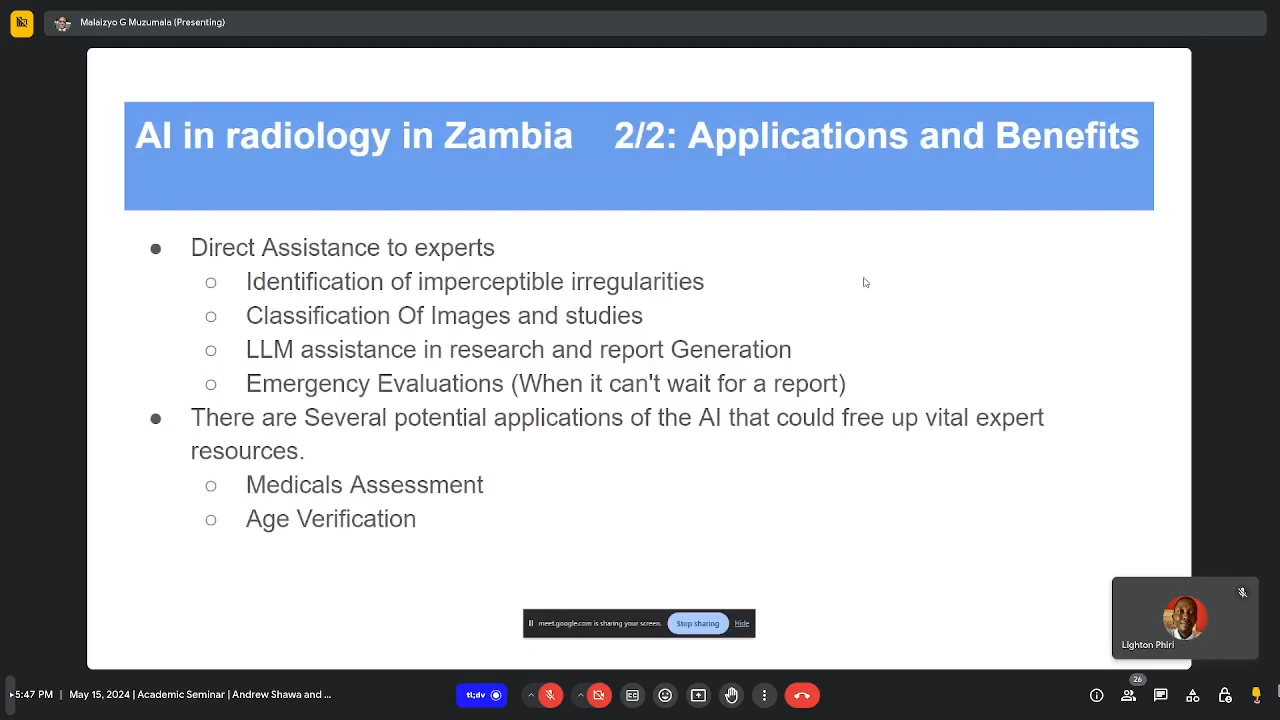 Malaizyo G Muzumala (Presenting)
AI in radiology in Zambia 2/2: Applications and Benefits
● Direct Assistance to experts
○ Identification of imperceptible irregularities
○ Classification Of Images and studies
○ LLM assistance in research and report Generation
○ Emergency Evaluations (When it can't wait for a report)
● There are Several potential applications of the AI that could free up vital expert
resources.
○ Medicals Assessment
○ Age Verification
meet.google.com is sharing your screen. Stop sharing Hide
Lighton Phiri
5:47 PM | May 15, 2024 | Academic Seminar | Andrew Shawa and ...
tl;dv
26